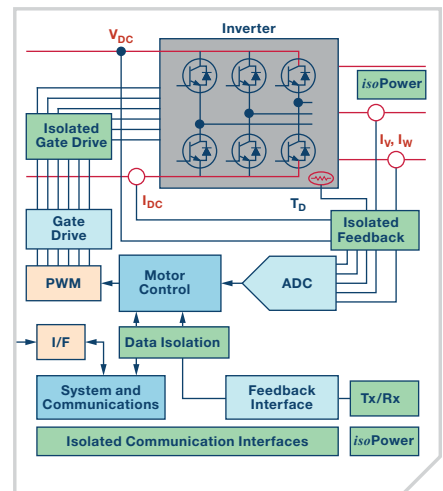 Inverter
VDC
isoPower
Isolated
Gate Drive
IV, IW
IDC
TD
Gate
Drive
Isolated
Feedback
PWM
Motor
Control
ADC
I/F
Data Isolation
System and
Communications
Feedback
Interface
Tx/Rx
Isolated Communication Interfaces
isoPower